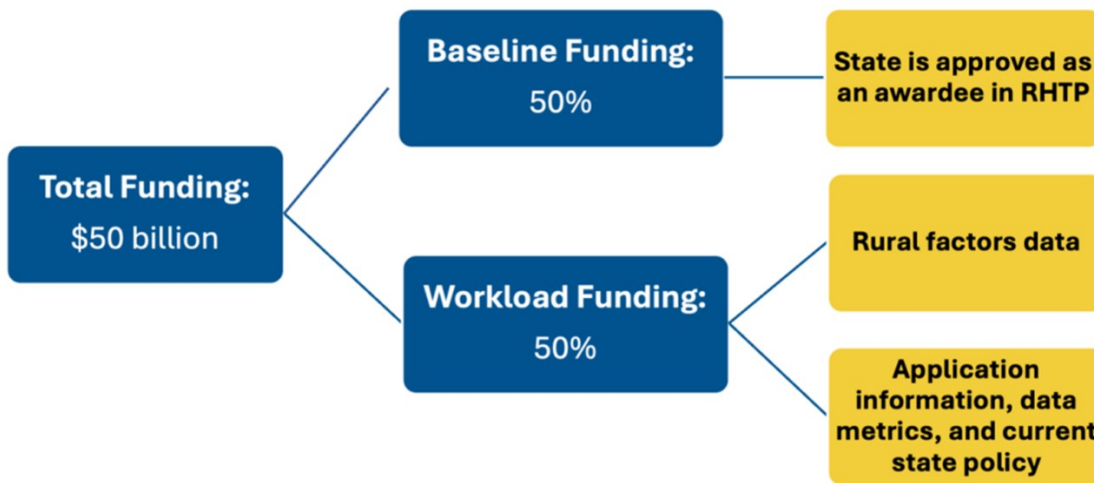 Total Funding:
$50 billion
Baseline Funding:
50%
State is approved as
an awardee in RHTP
Workload Funding:
50%
Rural factors data
Application
information, data
metrics, and current
state policy